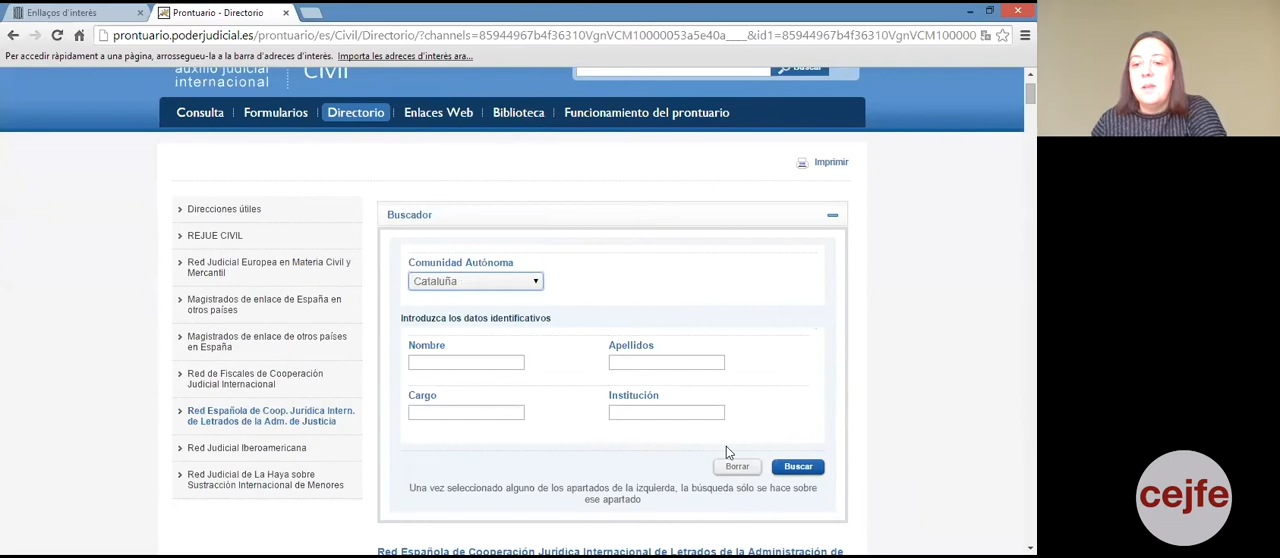 Enllaços d'interès
Prontuario - Directorio
prontuario.poderjudicial.es/prontuario/es/Civil/Directorio/?channels=85944967b4f36310VgnVCM10000053a5e40a____&id1=85944967b4f36310VgnVCM100000
Per accedir ràpidament a una pàgina, arrossegueu-la a la barra d'adreces d'interès. Importa les adreces d'interès ara...
auxilio judicial
internacional
CIVIL
Buscar
Consulta
Formularios
Directorio
Enlaces Web
Biblioteca
Funcionamiento del prontuario
Imprimir
Direcciones útiles
REJUE CIVIL
Red Judicial Europea en Materia Civil y
Mercantil
Magistrados de enlace de España en
otros países
Magistrados de enlace de otros países
en España
Red de Fiscales de Cooperación
Judicial Internacional
Red Española de Coop. Jurídica Intern.
de Letrados de la Adm. de Justicia
Red Judicial Iberoamericana
Red Judicial de La Haya sobre
Sustracción Internacional de Menores
Buscador
Comunidad Autónoma
Cataluña
Introduzca los datos identificativos
Nombre
Apellidos
Cargo
Institución
Borrar
Buscar
Una vez seleccionado alguno de los apartados de la izquierda, la búsqueda sólo se hace sobre
ese apartado
Red Española de Cooperación Jurídica Internacional de Letrados de la Administración de
cejfe